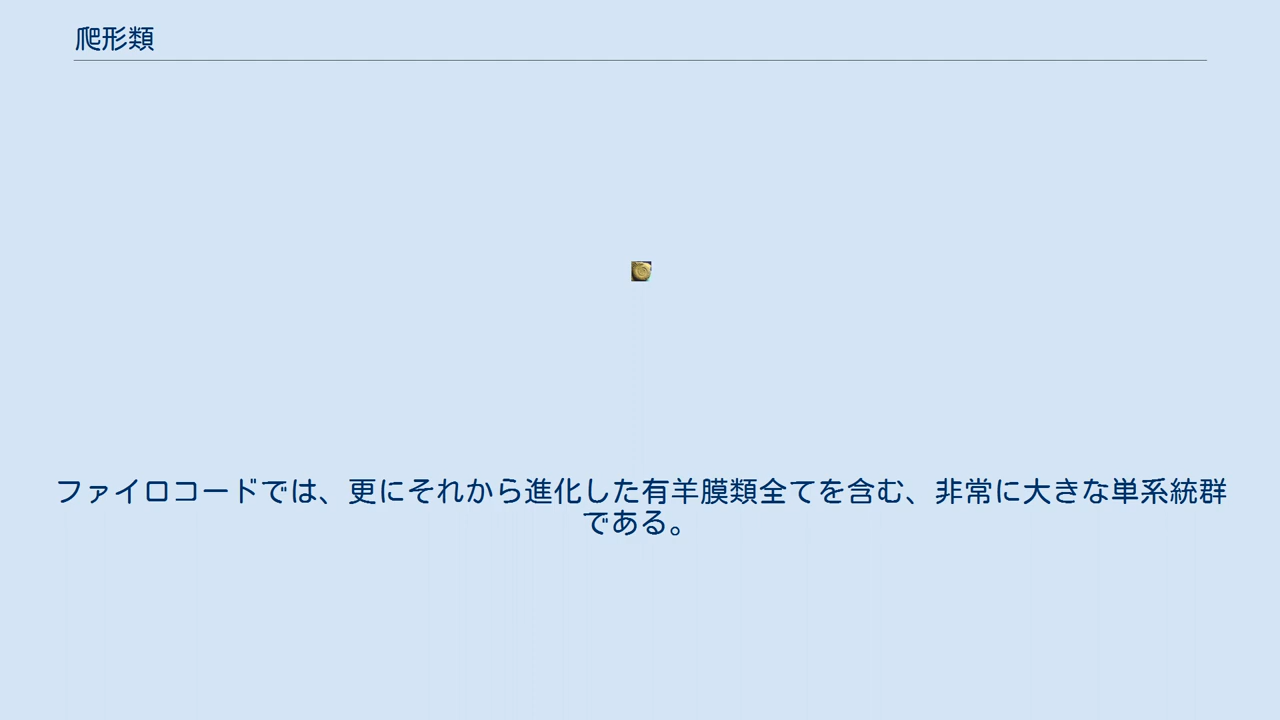 爬形類
ファイロコードでは、更にそれから進化した有羊膜類全てを含む、非常に大きな単系統群
である。